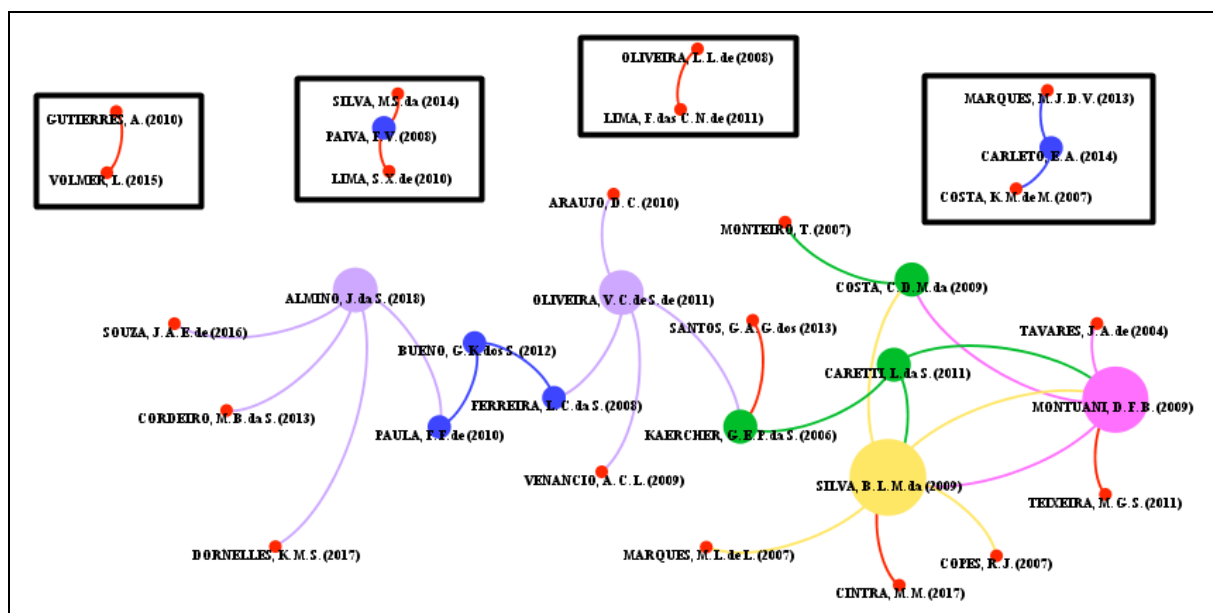 OLIVEIRA, L. L. de (2008)
MARQUES, M. J. D. V. (2013)
SILVA, M.S. da (2014)
GUTIERRES, A. (2010)
LIMA, F. das C. N. de (2011)
PAIVA, F. V. (2008)
CARLETO, E. A. (2014)
VOLMER, L. (2015)
LIMA, S. X. de (2010)
COSTA, K. M. de M. (2007)
ARAUJO, D. C. (2010)
MONTEIRO, T. (2007)
COSTA, C. D. M. da (2009)
ALMINO, J. da S. (2018)
OLIVEIRA, V. C. de S. de (2011)
SOUZA, J. A. E. de (2016)
SANTOS, G. A. G. dos (2013)
TAVARES, J. A. de (2004)
BUENO, G. K. dos S. (2012)
CARETTI, L. da S. (2011)
MONTUANI, D. F. B. (2009)
FERREIRA, L. C. da S. (2008)
CORDEIRO, M. B. da S. (2013)
PAULA, F. F. de (2010)
KAERCHER, G. E. P. da S. (2006)
VENANCIO, A. C. L. (2009)
SILVA, B. L. M. da (2009)
TEIXEIRA, M. G. S. (2011)
DORNELLES, K. M. S. (2017)
MARQUES, M. L. de L. (2007)
COPES, R. J. (2007)
CINTRA, M. M. (2017)